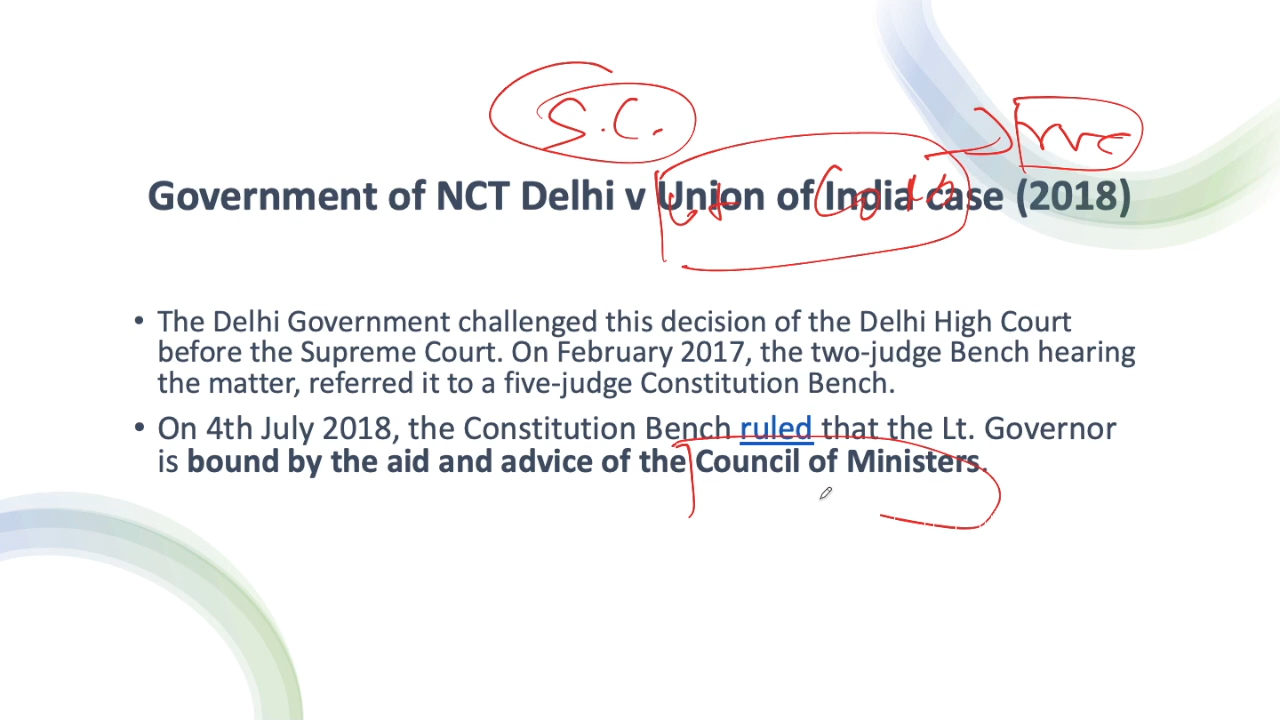 S.C.
Government of NCT Delhi v Union of India case (2018)
• The Delhi Government challenged this decision of the Delhi High Court
before the Supreme Court. On February 2017, the two-judge Bench hearing
the matter, referred it to a five-judge Constitution Bench.
• On 4th July 2018, the Constitution Bench ruled that the Lt. Governor
is bound by the aid and advice of the Council of Ministers.